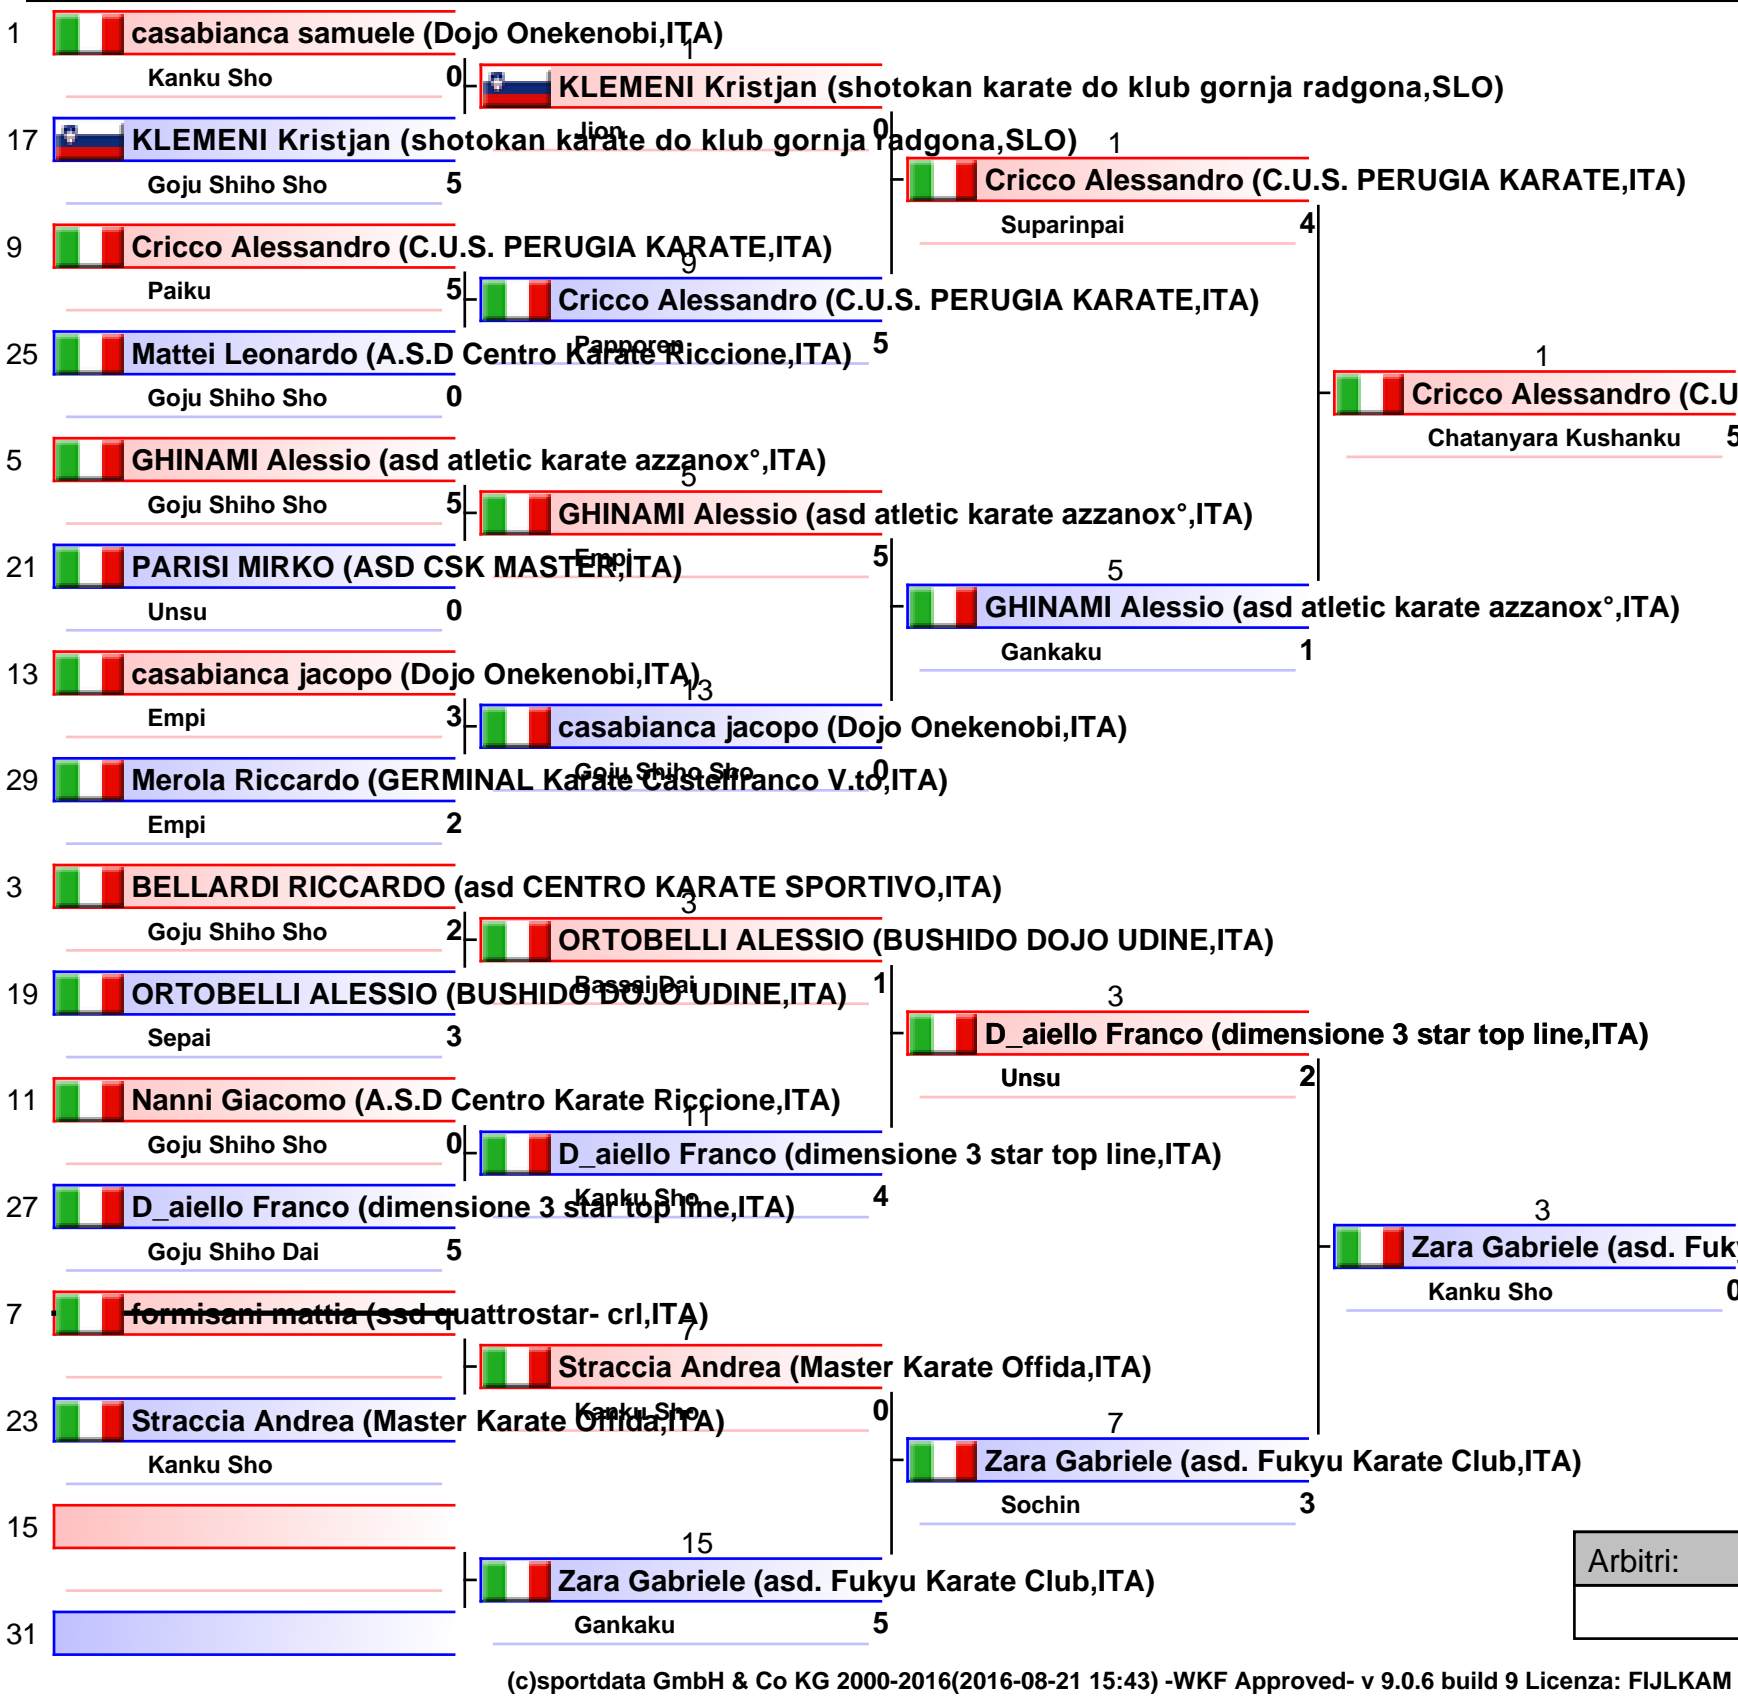 1 casabianca samuele (Dojo Onekenobi,ITA)
Kanku Sho 0
17 KLEMENI Kristjan (shotokan karate do klub gornja radgona,SLO)
Goju Shiho Sho 5
9 Cricco Alessandro (C.U.S. PERUGIA KARATE,ITA)
Paiku 5
25 Mattei Leonardo (A.S.D Centro Karate Riccione,ITA)
Goju Shiho Sho 0
5 GHINAMI Alessio (asd atletic karate azzanox°,ITA)
Goju Shiho Sho 5
21 PARISI MIRKO (ASD CSK MASTER,ITA)
Unsu 0
13 casabianca jacopo (Dojo Onekenobi,ITA)
Empi 3
29 Merola Riccardo (GERMINAL Karate Castelfranco V.to,ITA)
Empi 2
3 BELLARDI RICCARDO (asd CENTRO KARATE SPORTIVO,ITA)
Goju Shiho Sho 2
19 ORTOBELLI ALESSIO (BUSHIDO DOJO UDINE,ITA)
Sepai 3
11 Nanni Giacomo (A.S.D Centro Karate Riccione,ITA)
Goju Shiho Sho 0
27 D_aiello Franco (dimensione 3 star top line,ITA)
Goju Shiho Dai 5
7 formisani mattia (ssd quattrostar- crl,ITA)
23 Straccia Andrea (Master Karate Offida,ITA)
Kanku Sho
15
31
1
KLEMENI Kristjan (shotokan karate do klub gornja radgona,SLO)
Jion 0
9
Cricco Alessandro (C.U.S. PERUGIA KARATE,ITA)
Papporen 5
5
GHINAMI Alessio (asd atletic karate azzanox°,ITA)
Empi 5
13
casabianca jacopo (Dojo Onekenobi,ITA)
Goju Shiho Sho 0
3
ORTOBELLI ALESSIO (BUSHIDO DOJO UDINE,ITA)
Bassai Dai 1
11
D_aiello Franco (dimensione 3 star top line,ITA)
Kanku Sho 4
7
Straccia Andrea (Master Karate Offida,ITA)
Kanku Sho 0
15
Zara Gabriele (asd. Fukyu Karate Club,ITA)
Gankaku 5
1
Cricco Alessandro (C.U.S. PERUGIA KARATE,ITA)
Suparinpai 4
5
GHINAMI Alessio (asd atletic karate azzanox°,ITA)
Gankaku 1
3
D_aiello Franco (dimensione 3 star top line,ITA)
Unsu 2
7
Zara Gabriele (asd. Fukyu Karate Club,ITA)
Sochin 3
1
Cricco Alessandro (C.U
Chatanyara Kushanku 5
3
Zara Gabriele (asd. Fuky
Kanku Sho 0
Arbitri:
(c)sportdata GmbH & Co KG 2000-2016(2016-08-21 15:43) -WKF Approved- v 9.0.6 build 9 Licenza: FIJLKAM